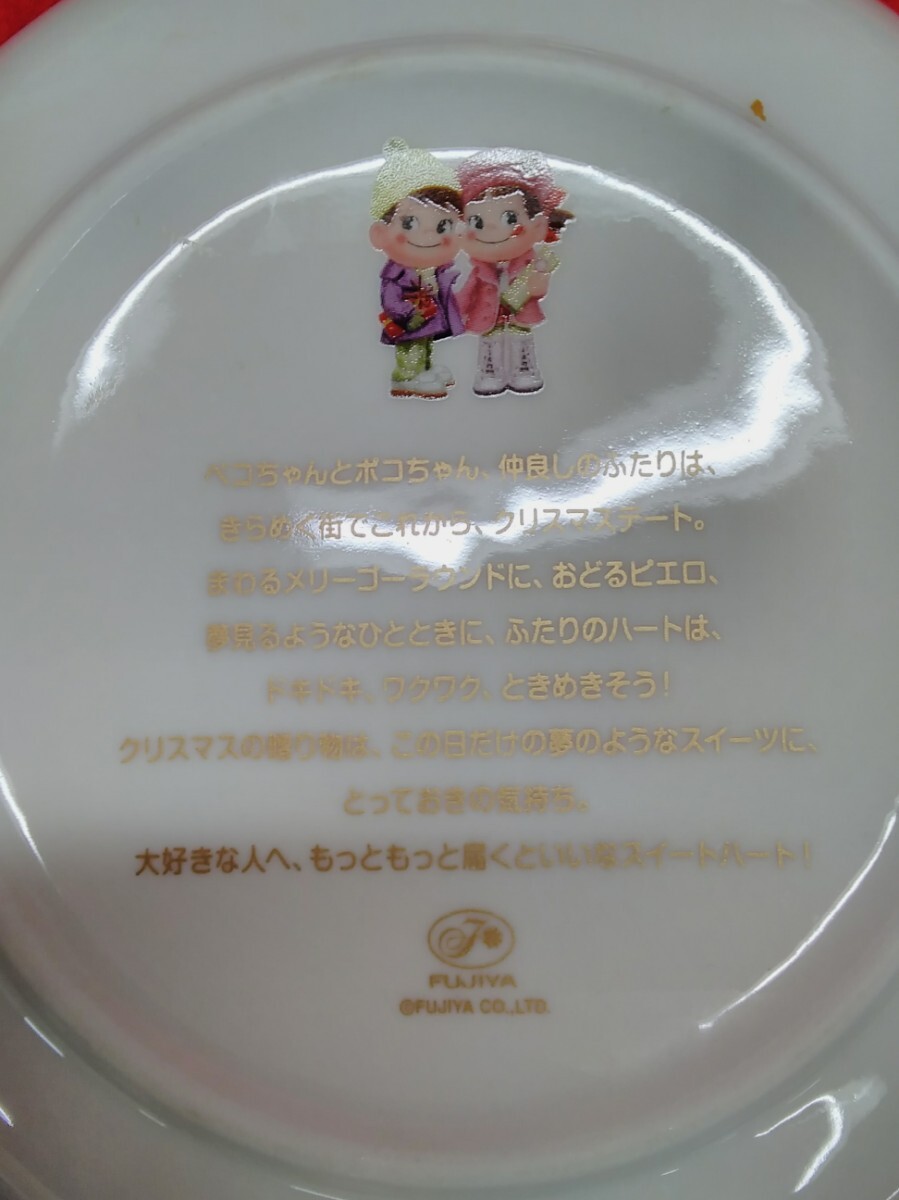 ペコちゃんとポコちゃん、仲良しのふたりは、
きらめく街でこれから、クリスマスデート。
まわるメリーゴーラウンドに、おどるピエロ、
夢見るようなひとときに、ふたりのハートは、
ドキドキ、ワクワク、ときめきそう!
クリスマスの贈り物は、この日だけの夢のようなスイーツに、
とっておきの気持ち。
大好きな人へ、もっともっと届くといいなスイートハート!
FUJIYA
©FUJIYA CO.,LTD.